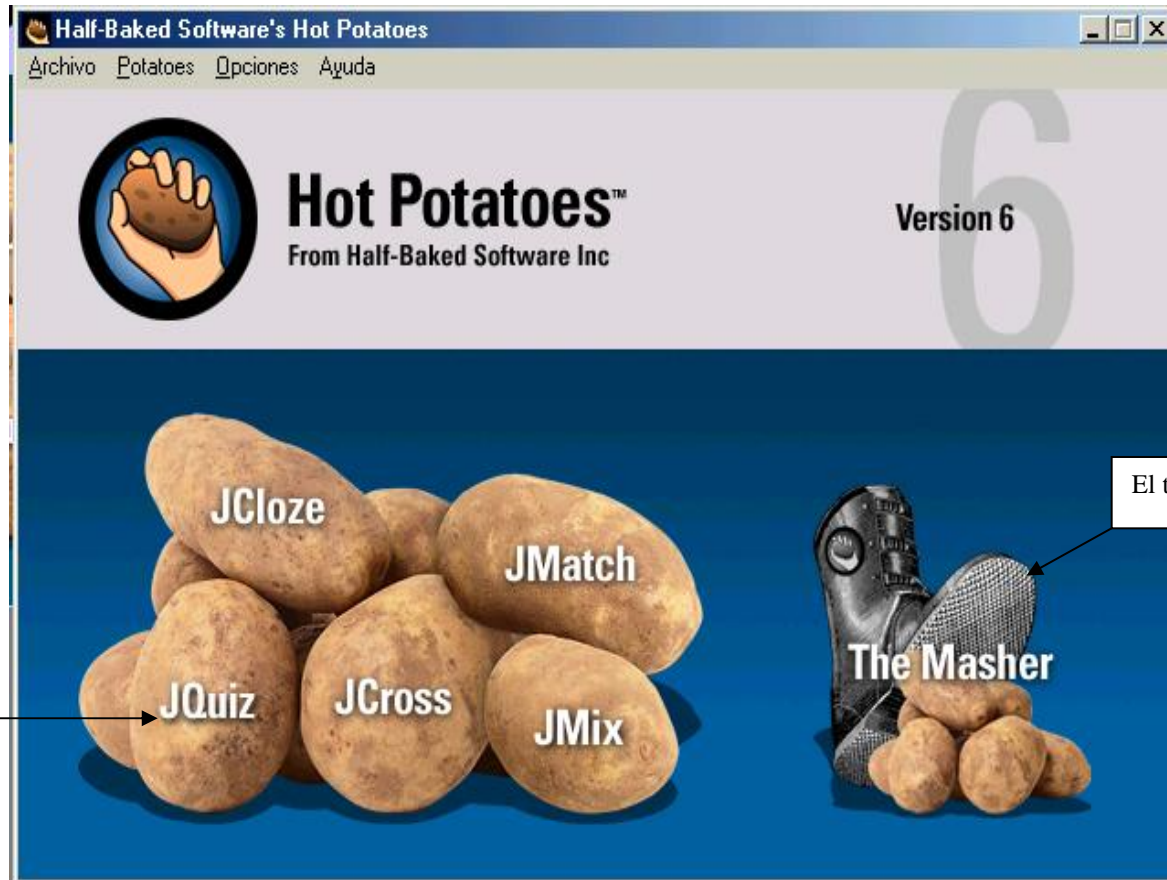 Half-Baked Software's Hot Potatoes
Archivo Potatoes Opciones Ayuda
6
Hot Potatoes™
From Half-Baked Software Inc
Version 6
JCloze
JMatch
El t
The Masher
JQuiz
JCross
JMix